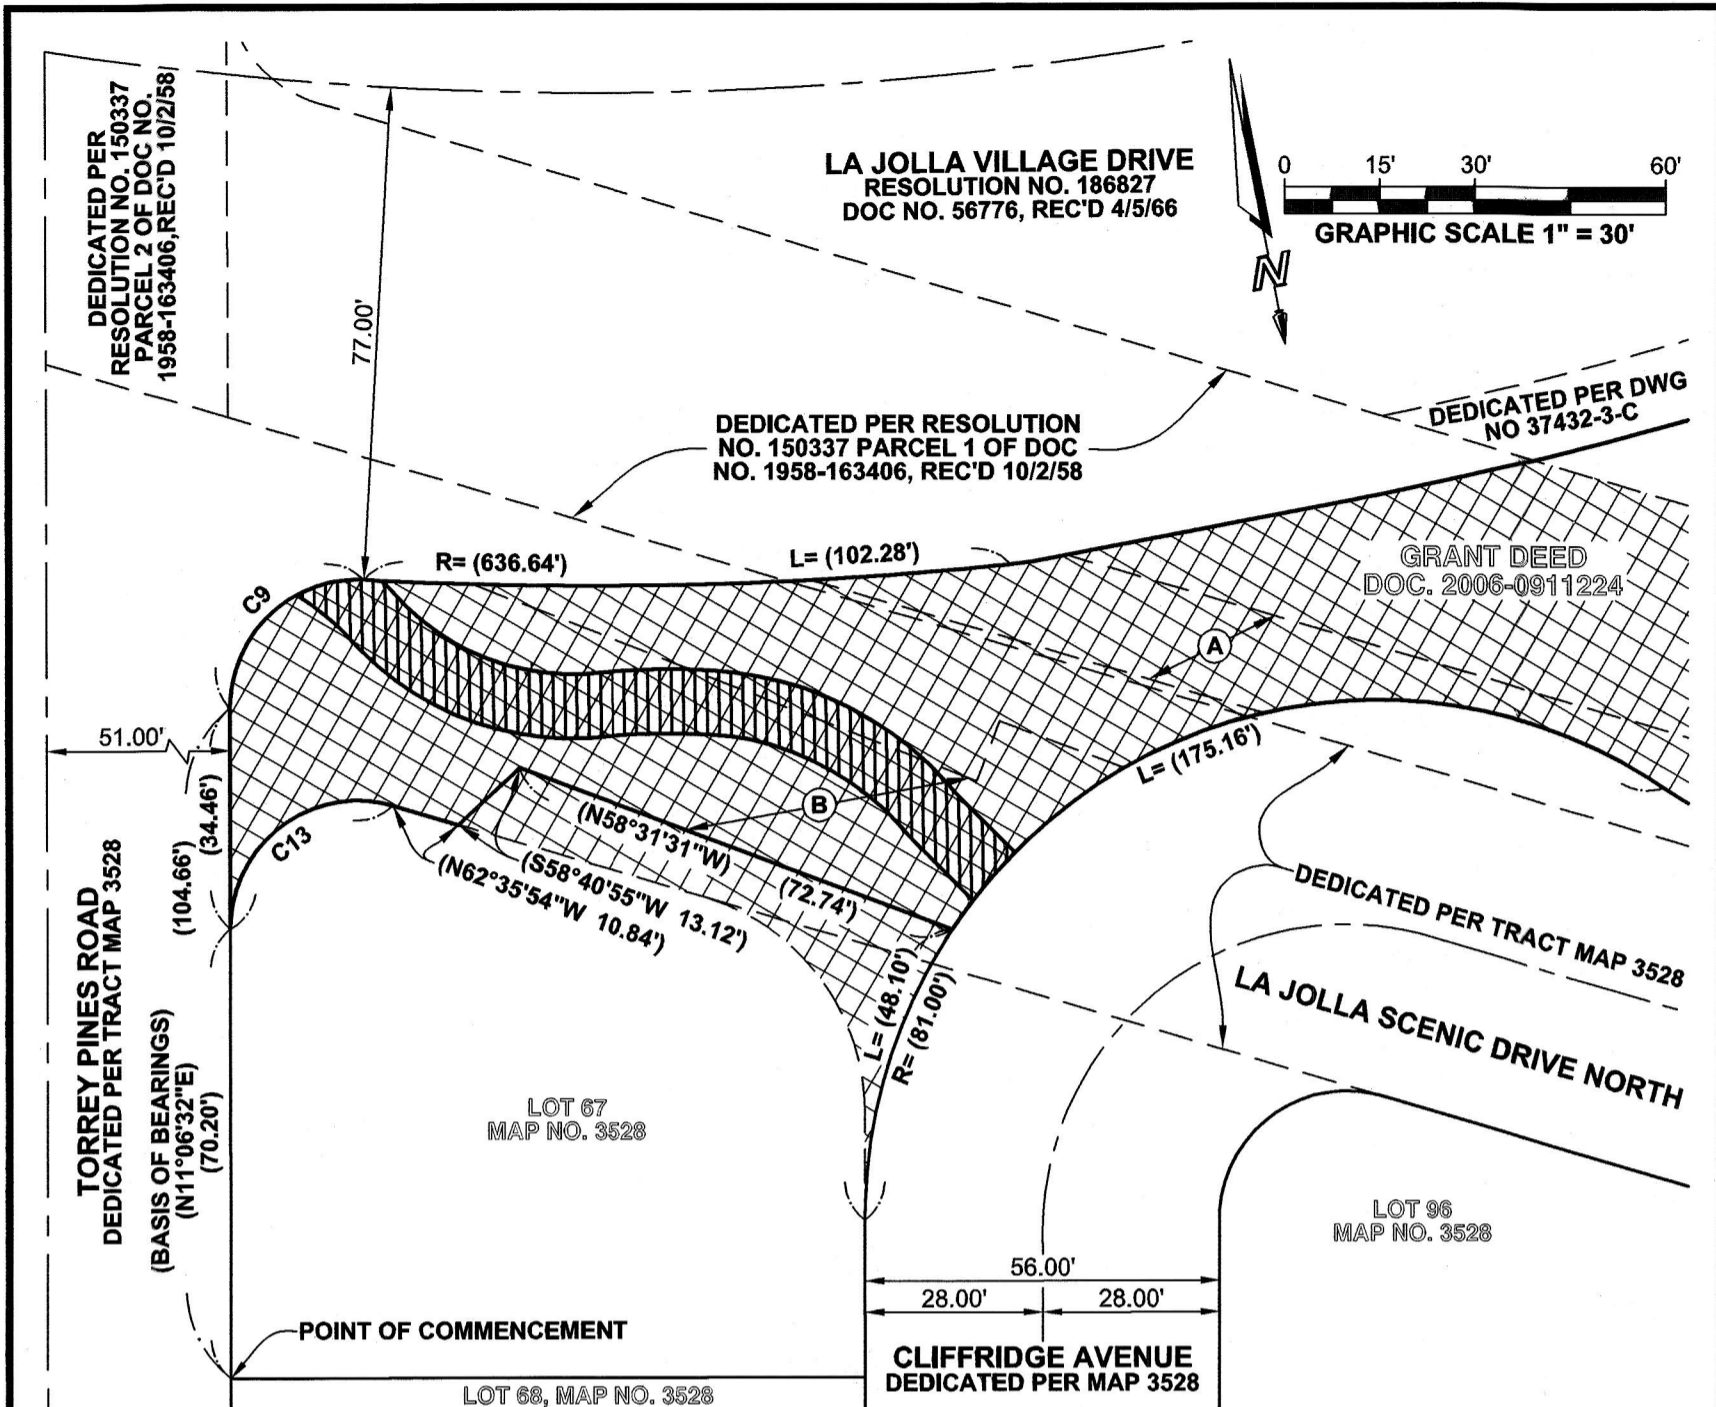 DEDICATED PER
RESOLUTION NO. 150337
PARCEL 2 OF DOC NO.
1958-163406,REC'D 10/2/58
77.00'
LA JOLLA VILLAGE DRIVE
RESOLUTION NO. 186827
DOC NO. 56776, REC'D 4/5/66
N
0 15' 30' 60'
GRAPHIC SCALE 1" = 30'
DEDICATED PER RESOLUTION
NO. 150337 PARCEL 1 OF DOC
NO. 1958-163406, REC'D 10/2/58
DEDICATED PER DWG
NO 37432-3-C
R= (636.64')
L= (102.28')
GRANT DEED
DOC. 2006-0911224
C9
A
51.00'
L= (175.16')
(34.46')
(104.66')
C13
B
(N58°31'31"W)
(72.74')
(S58°40'55"W 13.12')
(N62°35'54"W 10.84')
TORREY PINES ROAD
DEDICATED PER TRACT MAP 3528
(BASIS OF BEARINGS)
(N11°06'32"E)
(70.20')
L= (48.10')
R= (81.00')
DEDICATED PER TRACT MAP 3528
LA JOLLA SCENIC DRIVE NORTH
LOT 67
MAP NO. 3528
LOT 96
MAP NO. 3528
56.00'
28.00' 28.00'
POINT OF COMMENCEMENT
CLIFFRIDGE AVENUE
DEDICATED PER MAP 3528
LOT 68, MAP NO. 3528